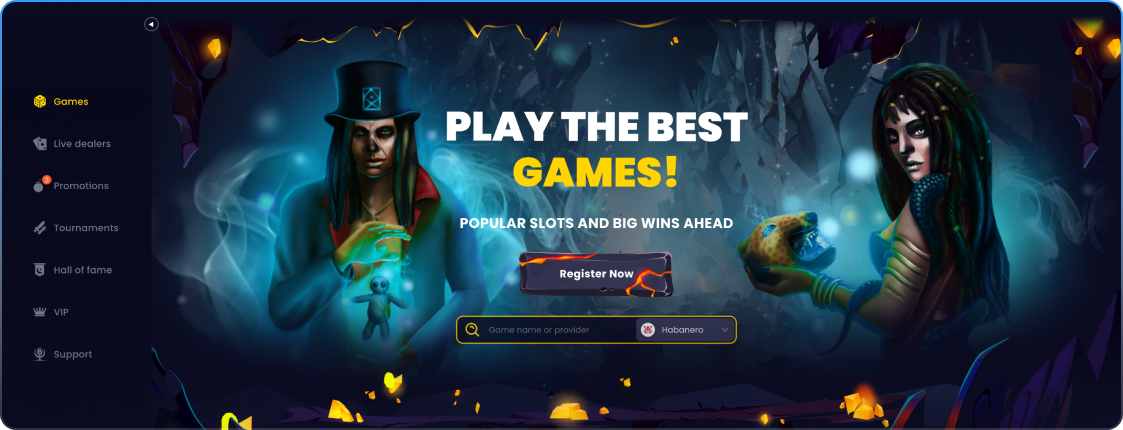 Games
Live dealers
3
Promotions
Tournaments
Hall of fame
VIP
Support
PLAY THE BEST
GAMES!
POPULAR SLOTS AND BIG WINS AHEAD
Register Now
Game name or provider
Habanero